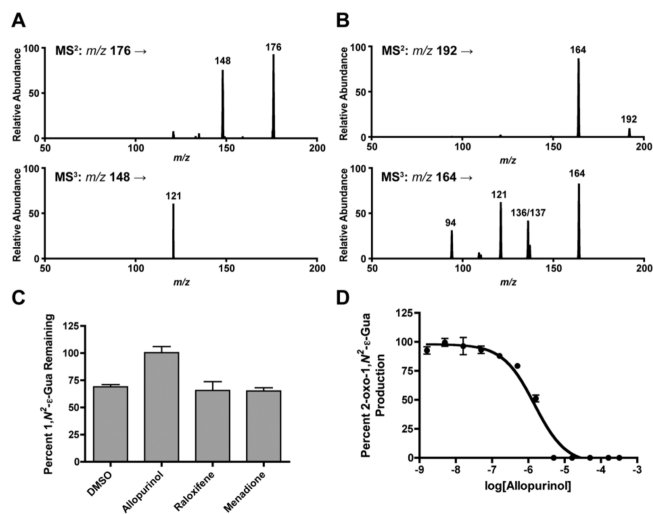 A
MS²: m/z 176 →
Relative Abundance
100
50
0
148
176
50 100 150 200
m/z
MS³: m/z 148 →
Relative Abundance
100
50
0
121
50 100 150 200
m/z
B
MS²: m/z 192 →
Relative Abundance
100
50
0
164
192
50 100 150 200
m/z
MS³: m/z 164 →
Relative Abundance
100
50
0
94
121
136/137
164
50 100 150 200
m/z
C
Percent 1,N²-ε-Gua Remaining
125
100
75
50
25
0
DMSO
Allopurinol
Raloxifene
Menadione
D
Percent 2-oxo-1,N²-ε-Gua
Production
125
100
75
50
25
0
-9 -8 -7 -6 -5 -4 -3
log[Allopurinol]